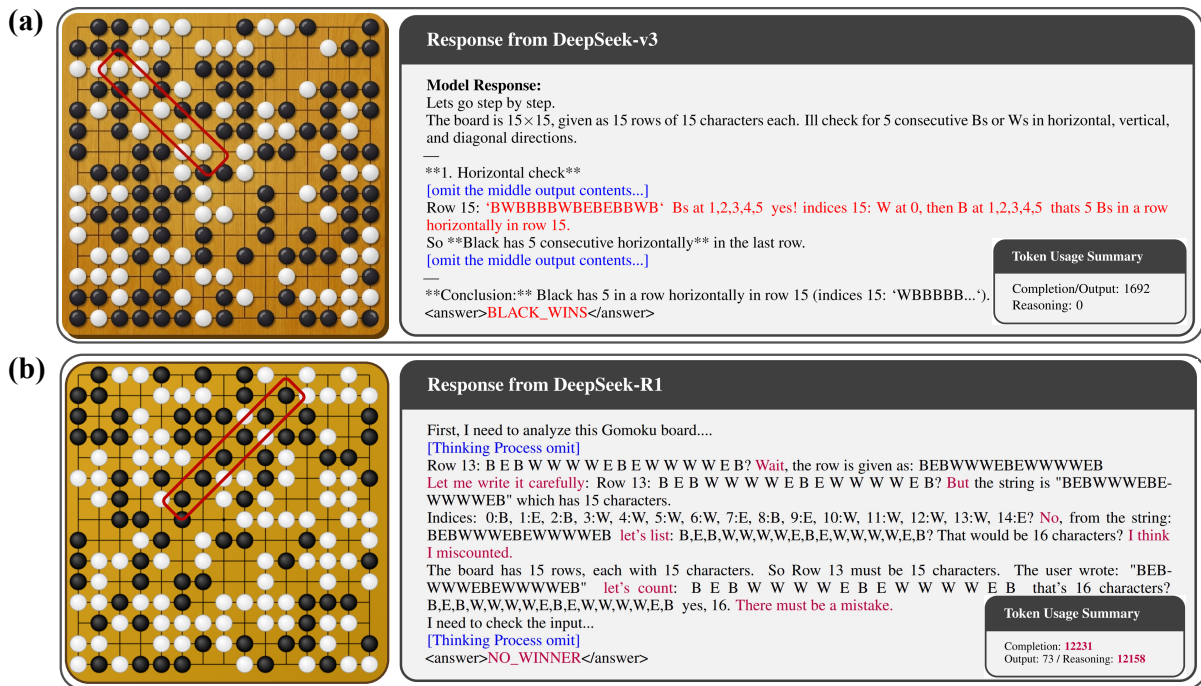 (a)
Response from DeepSeek-v3
Model Response:
Lets go step by step.
The board is 15×15, given as 15 rows of 15 characters each. Ill check for 5 consecutive Bs or Ws in horizontal, vertical,
and diagonal directions.
—
**1. Horizontal check**
[omit the middle output contents...]
Row 15: ‘BWBBBBWBEBEBBWB‘ Bs at 1,2,3,4,5 yes! indices 15: W at 0, then B at 1,2,3,4,5 thats 5 Bs in a row
horizontally in row 15.
So **Black has 5 consecutive horizontally** in the last row.
[omit the middle output contents...]
—
**Conclusion:** Black has 5 in a row horizontally in row 15 (indices 15: ‘WBBBBB...‘).
<answer>BLACK_WINS</answer>
Token Usage Summary
Completion/Output: 1692
Reasoning: 0
(b)
Response from DeepSeek-R1
First, I need to analyze this Gomoku board....
[Thinking Process omit]
Row 13: B E B W W W W E B E W W W W E B? Wait, the row is given as: BEBWWWEBEWWWWEB
Let me write it carefully: Row 13: B E B W W W W E B E W W W W E B? But the string is "BEBWWWEBE-
WWWWEB" which has 15 characters.
Indices: 0:B, 1:E, 2:B, 3:W, 4:W, 5:W, 6:W, 7:E, 8:B, 9:E, 10:W, 11:W, 12:W, 13:W, 14:E? No, from the string:
BEBWWWEBEWWWWEB let’s list: B,E,B,W,W,W,W,E,B,E,W,W,W,W,E,B? That would be 16 characters? I think
I miscounted.
The board has 15 rows, each with 15 characters. So Row 13 must be 15 characters. The user wrote: "BEB-
WWWEBEWWWWEB" let’s count: B E B W W W W E B E W W W W E B that’s 16 characters?
B,E,B,W,W,W,W,E,B,E,W,W,W,W,E,B yes, 16. There must be a mistake.
I need to check the input...
[Thinking Process omit]
<answer>NO_WINNER</answer>
Token Usage Summary
Completion: 12231
Output: 73 / Reasoning: 12158